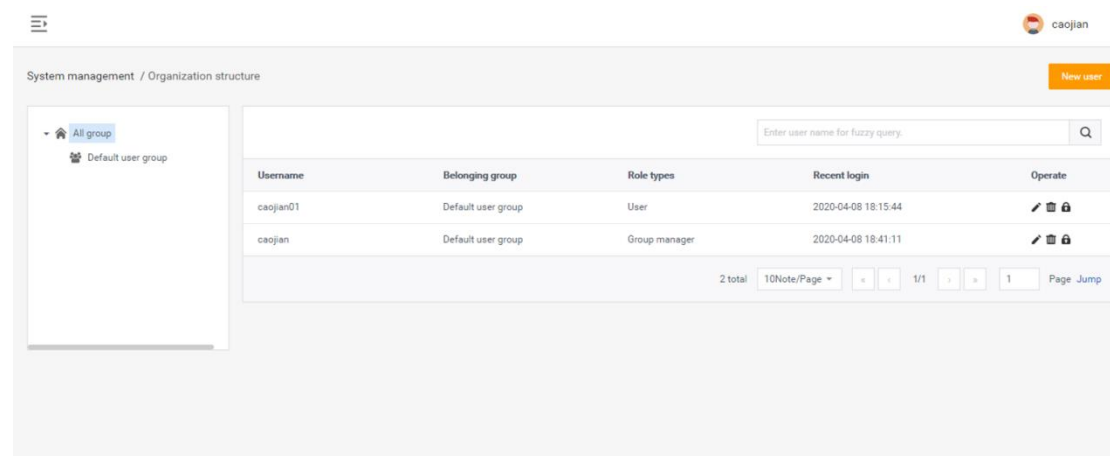 caojian
System management / Organization structure
New user
All group
Default user group
Enter user name for fuzzy query.
Username Belonging group Role types Recent login Operate
caojian01 Default user group User 2020-04-08 18:15:44
caojian Default user group Group manager 2020-04-08 18:41:11
2 total 10Note/Page « ‹ 1/1 › » 1 Page Jump